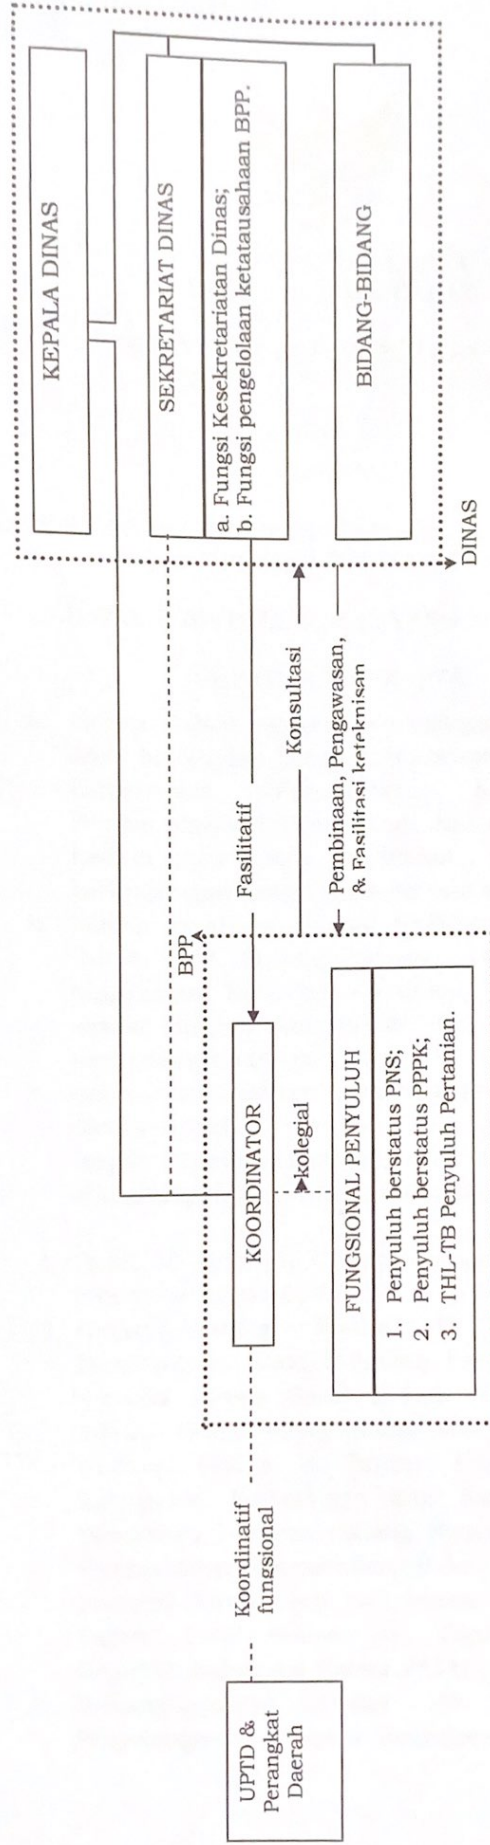 KEPALA DINAS
SEKRETARIAT DINAS
a. Fungsi Kesekretariatan Dinas;
b. Fungsi pengelolaan ketatausahaan BPP.
BIDANG-BIDANG
DINAS
Fasilitatif
Konsultasi
Pembinaan, Pengawasan,
& Fasilitasi keteknisan
BPP
KOORDINATOR
kolegial
FUNGSIONAL PENYULUH
1. Penyuluh berstatus PNS;
2. Penyuluh berstatus PPPK;
3. THL-TB Penyuluh Pertanian.
Koordinatif
fungsional
UPTD &
Perangkat
Daerah